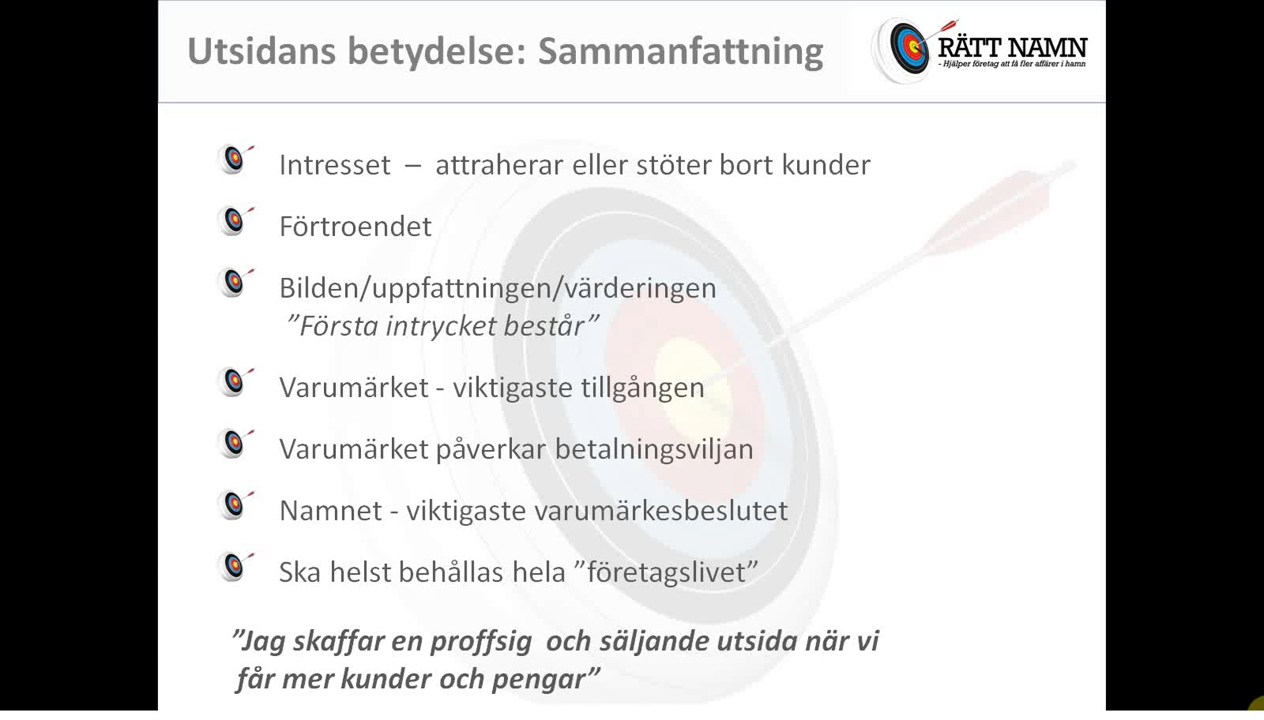 Utsidans betydelse: Sammanfattning
RÄTT NAMN
- Hjälper företag att få fler affärer i hamn
Intresset – attraherar eller stöter bort kunder
Förtroendet
Bilden/uppfattningen/värderingen
”Första intrycket består”
Varumärket - viktigaste tillgången
Varumärket påverkar betalningsviljan
Namnet - viktigaste varumärkesbeslutet
Ska helst behållas hela ”företagslivet”
”Jag skaffar en proffsig och säljande utsida när vi
får mer kunder och pengar”